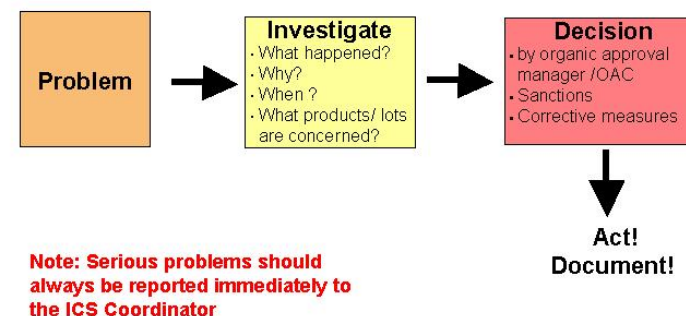 Problem
Investigate
· What happened?
· Why?
· When ?
· What products/ lots
are concerned?
Decision
· by organic approval
manager /OAC
· Sanctions
· Corrective measures
Act!
Document!
Note: Serious problems should
always be reported immediately to
the ICS Coordinator